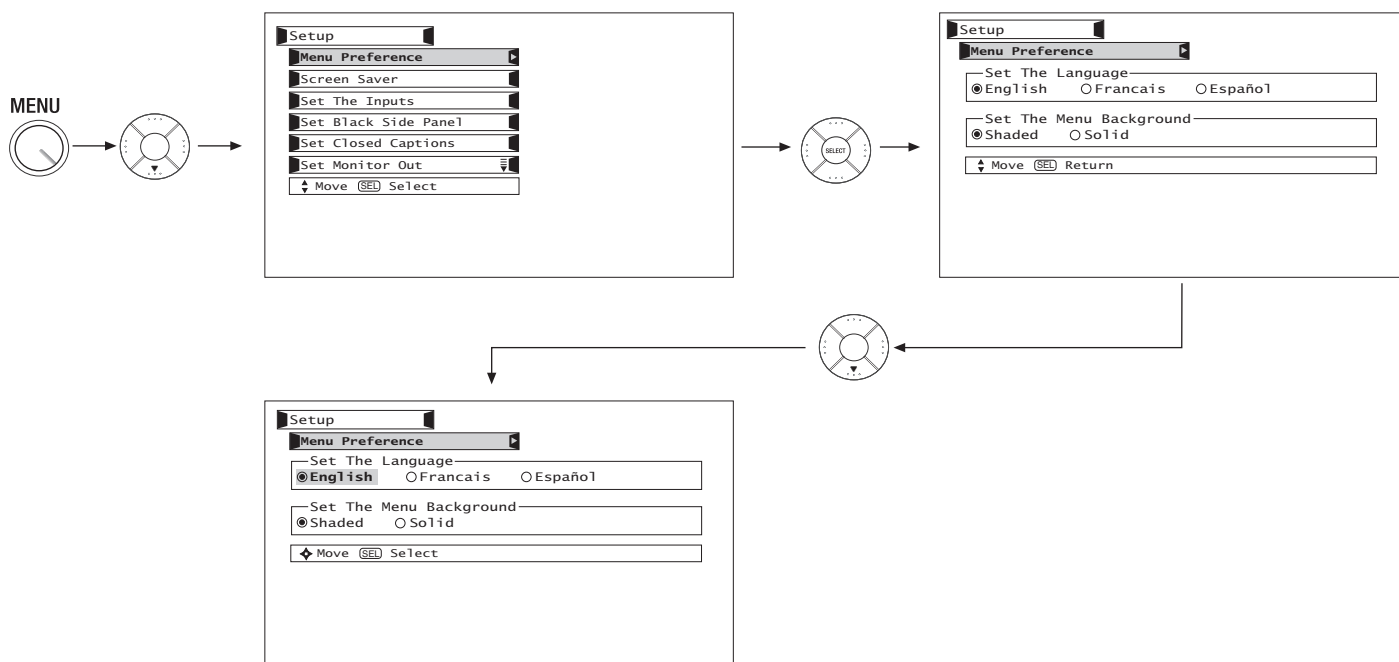 MENU
Setup
Menu Preference
Screen Saver
Set The Inputs
Set Black Side Panel
Set Closed Captions
Set Monitor Out
Move SEL Select
SELECT
Setup
Menu Preference
Set The Language
English Francais Español
Set The Menu Background
Shaded Solid
Move SEL Return
Setup
Menu Preference
Set The Language
English Francais Español
Set The Menu Background
Shaded Solid
Move SEL Select